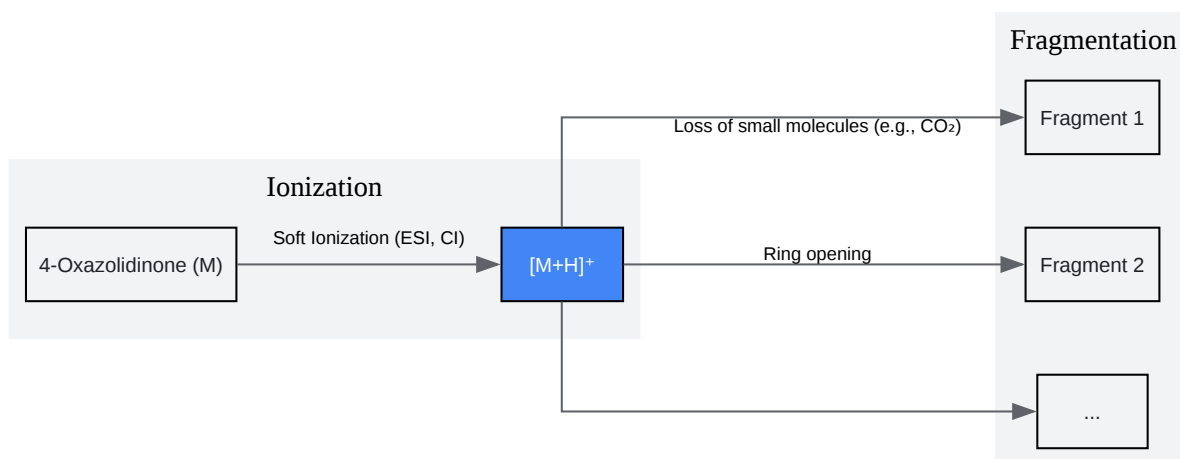 Fragmentation
Fragment 1
Loss of small molecules (e.g., CO₂)
Ionization
Soft Ionization (ESI, CI)
4-Oxazolidinone (M)
[M+H]⁺
Ring opening
Fragment 2
...